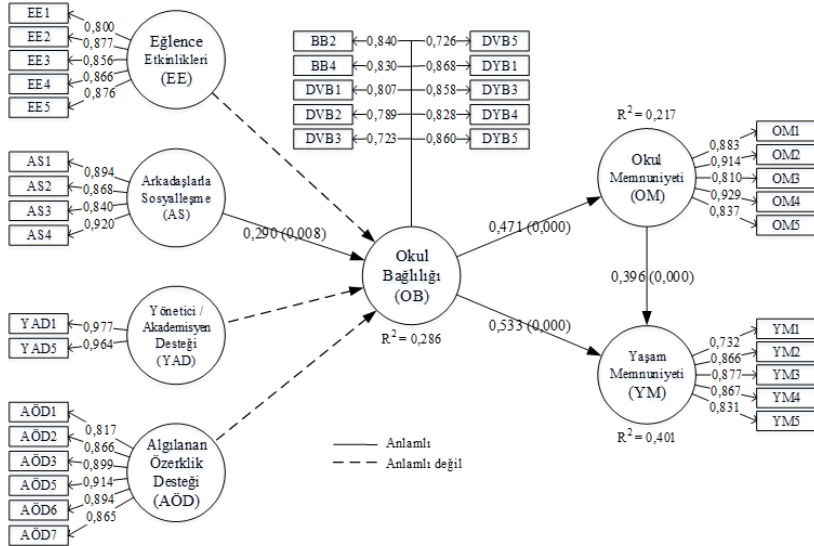 EE1
EE2
EE3
EE4
EE5
0,800
0,877
0,856
0,866
0,876
Eğlence
Etkinlikleri
(EE)
AS1
AS2
AS3
AS4
0,894
0,868
0,840
0,920
Arkadaşlarla
Sosyalleşme
(AS)
0,290 (0,008)
YAD1
YAD5
0,977
0,964
Yönetici /
Akademisyen
Desteği
(YAD)
AÖD1
AÖD2
AÖD3
AÖD5
AÖD6
AÖD7
0,817
0,866
0,899
0,914
0,894
0,865
Algılanan
Özerklik
Desteği
(AÖD)
BB2 0,840 0,726 DVB5
BB4 0,830 0,868 DYB1
DVB1 0,807 0,858 DYB3
DVB2 0,789 0,828 DYB4
DVB3 0,723 0,860 DYB5
Okul
Bağlılığı
(OB)
R² = 0,286
0,471 (0,000)
0,533 (0,000)
R² = 0,217
Okul
Memnuniyeti
(OM)
0,883
0,914
0,810
0,929
0,837
OM1
OM2
OM3
OM4
OM5
0,396 (0,000)
Yaşam
Memnuniyeti
(YM)
R² = 0,401
0,732
0,866
0,877
0,867
0,831
YM1
YM2
YM3
YM4
YM5
Anlamlı
Anlamlı değil